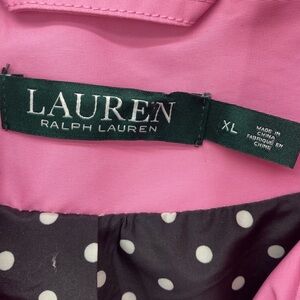 LAUREN
RALPH LAUREN
XL
MADE IN
CHINA
FABRIQUÉ EN
CHINE